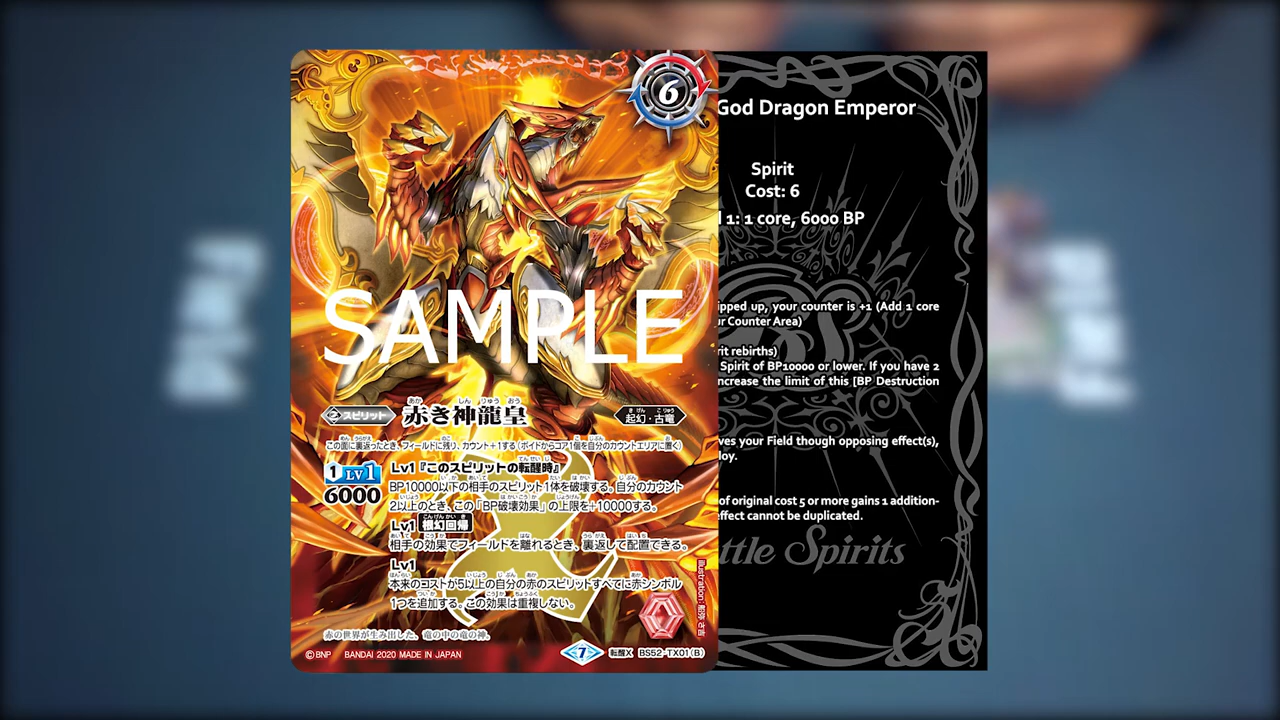 6
SAMPLE
2 スピリット 赤き神龍皇 起幻・古竜
この面に裏返ったとき、フィールドに残り、カウント+1する(ボイドからコア1個を自分のカウントエリアに置く)
1 LV1
6000
Lv1『このスピリットの転醒時』
BP10000以下の相手のスピリット1体を破壊する。自分のカウント
2以上のとき、この「BP破壊効果」の上限を+10000する。
Lv1 根幻回帰
相手の効果でフィールドを離れるとき、裏返して配置できる。
Lv1
本来のコストが5以上の自分の赤のスピリットすべてに赤シンボル
1つを追加する。この効果は重複しない。
赤の世界が生み出した、竜の中の竜の神。
©BNP BANDAI 2020 MADE IN JAPAN
7 転醒X BS52-TX01(B)
God Dragon Emperor
Spirit
Cost: 6
1: 1 core, 6000 BP
ipped up, your counter is +1 (Add 1 core
r Counter Area)
rit rebirths)
Spirit of BP10000 or lower. If you have 2
ncrease the limit of this [BP Destruction
ves your Field though opposing effect(s),
loy.
of original cost 5 or more gains 1 addition-
ffect cannot be duplicated.
ttle Spirits
Field